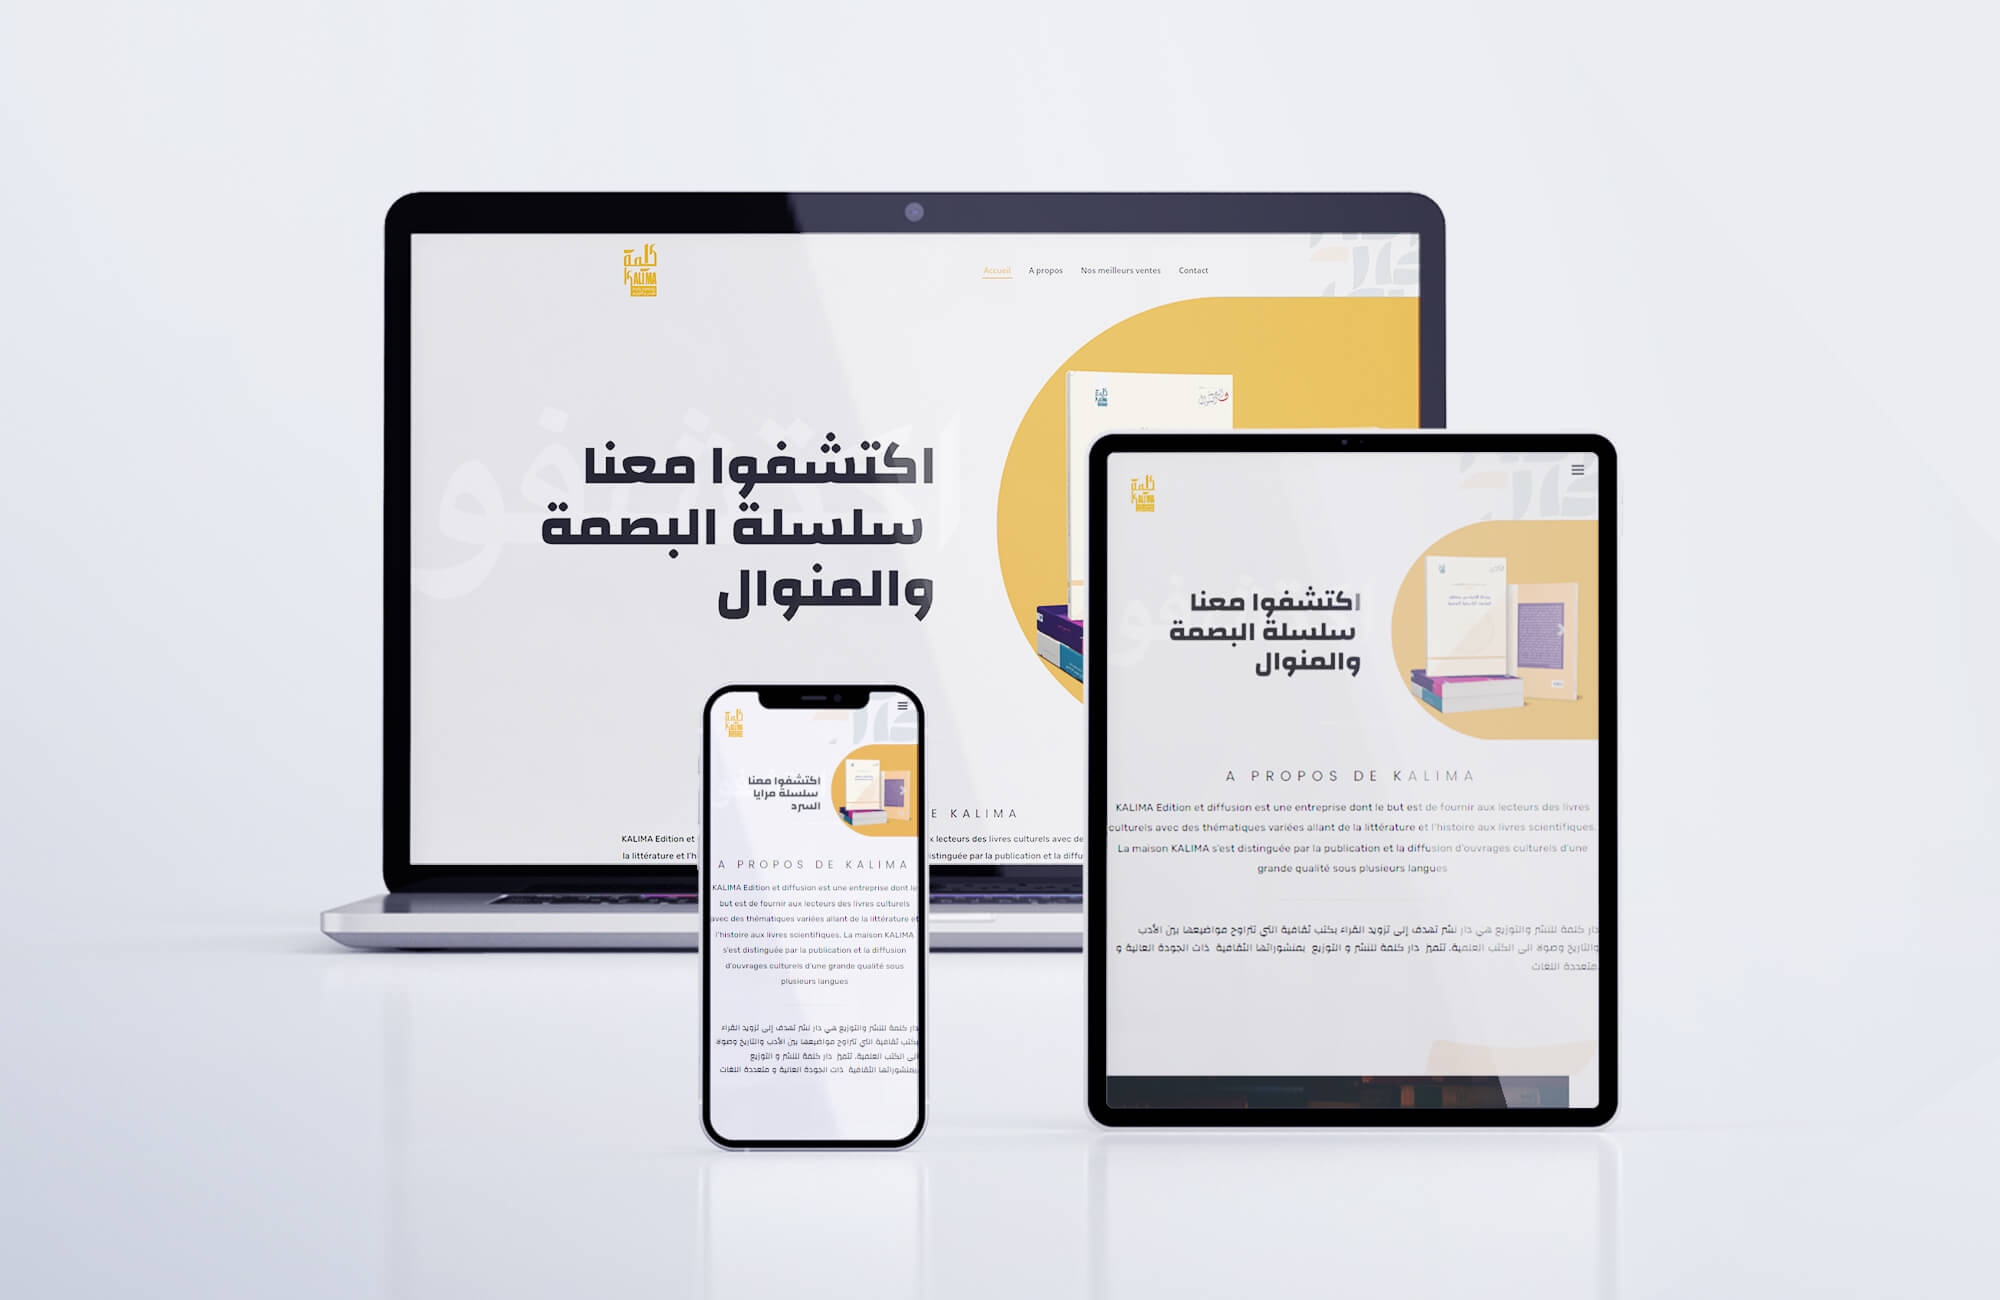 كلمة
KALIMA
Accueil
A propos
Nos meilleurs ventes
Contact
اكتشفوا معنا
سلسلة البصمة
والمنوال
E KALIMA
KALIMA Edition et
x lecteurs des livres culturels avec de
la littérature et l'h
istinguée par la publication et la diffu
كلمة
KALIMA
اكتشفوا معنا
سلسلة مرايا
السرد
A PROPOS DE KALIMA
KALIMA Edition et diffusion est une entreprise dont le
but est de fournir aux lecteurs des livres culturels
avec des thématiques variées allant de la littérature et
l'histoire aux livres scientifiques. La maison KALIMA
s'est distinguée par la publication et la diffusion
d'ouvrages culturels d'une grande qualité sous
plusieurs langues
دار كلمة للنشر والتوزيع هي دار نشر تهدف إلى تزويد القراء
بكتب ثقافية التي تتراوح مواضيعها بين الأدب والتاريخ وصولا
الى الكتب العلمية. تتميز دار كلمة للنشر و التوزيع
بمنشوراتها الثقافية ذات الجودة العالية و متعددة اللغات
كلمة
KALIMA
اكتشفوا معنا
سلسلة البصمة
والمنوال
A PROPOS DE KALIMA
KALIMA Edition et diffusion est une entreprise dont le but est de fournir aux lecteurs des livres
culturels avec des thématiques variées allant de la littérature et l'histoire aux livres scientifiques.
La maison KALIMA s'est distinguée par la publication et la diffusion d'ouvrages culturels d'une
grande qualité sous plusieurs langues
دار كلمة للنشر والتوزيع هي دار نشر تهدف إلى تزويد القراء بكتب ثقافية التي تتراوح مواضيعها بين الأدب
والتاريخ وصولا الى الكتب العلمية. تتميز دار كلمة للنشر و التوزيع بمنشوراتها الثقافية ذات الجودة العالية و
متعددة اللغات